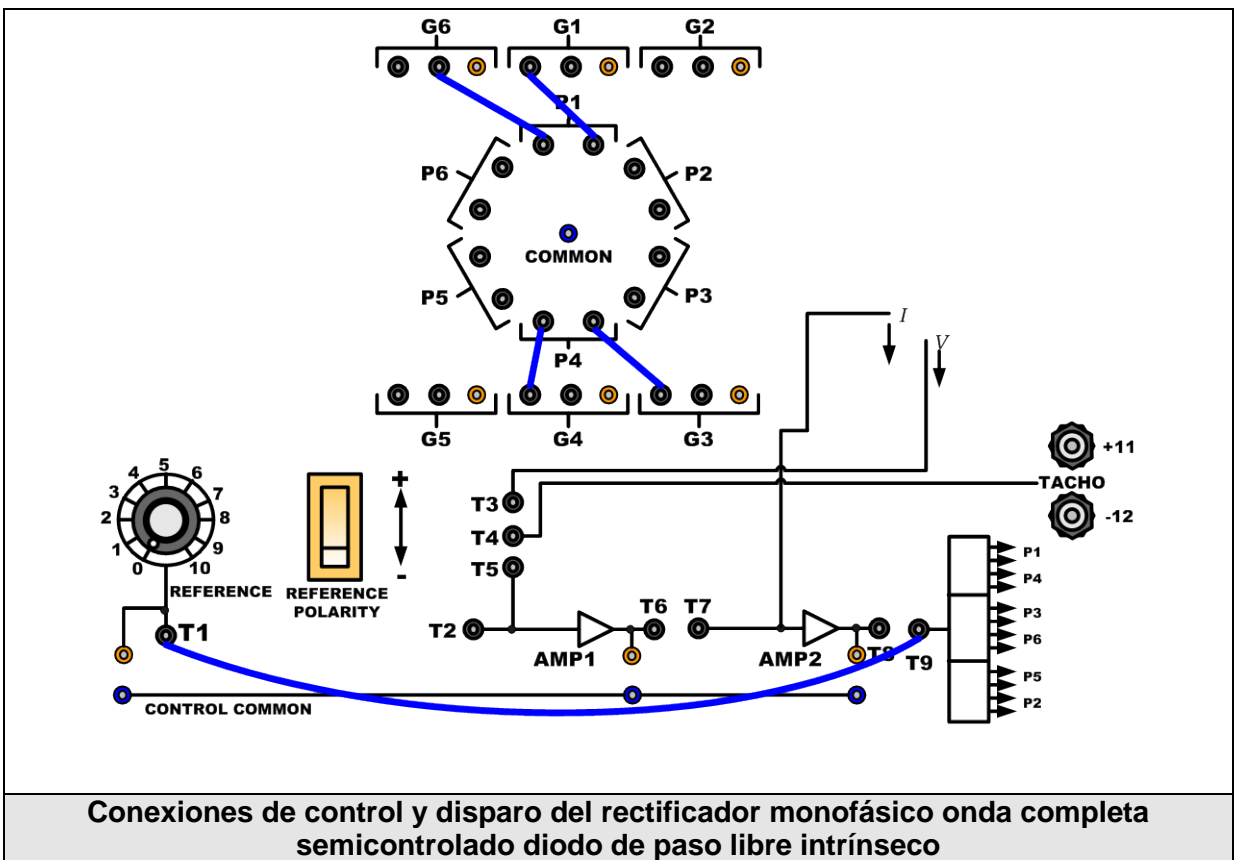 G6 G1 G2
P1
P6 P2
COMMON
P5 P3
P4
I
V
G5 G4 G3
+11
TACHO
-12
0 1 2 3 4 5 6 7 8 9 10
REFERENCE
+
-
REFERENCE
POLARITY
T3
T4
T5
T1
T2
AMP1
T6
T7
AMP2
T8
T9
P1
P4
P3
P6
P5
P2
CONTROL COMMON
Conexiones de control y disparo del rectificador monofásico onda completa
semicontrolado diodo de paso libre intrínseco